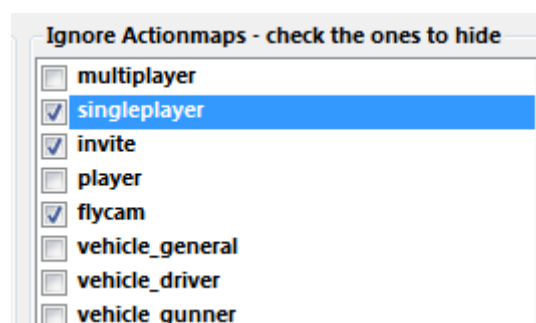 Ignore Actionmaps - check the ones to hide
multiplayer
singleplayer
invite
player
flycam
vehicle_general
vehicle_driver
vehicle_gunner